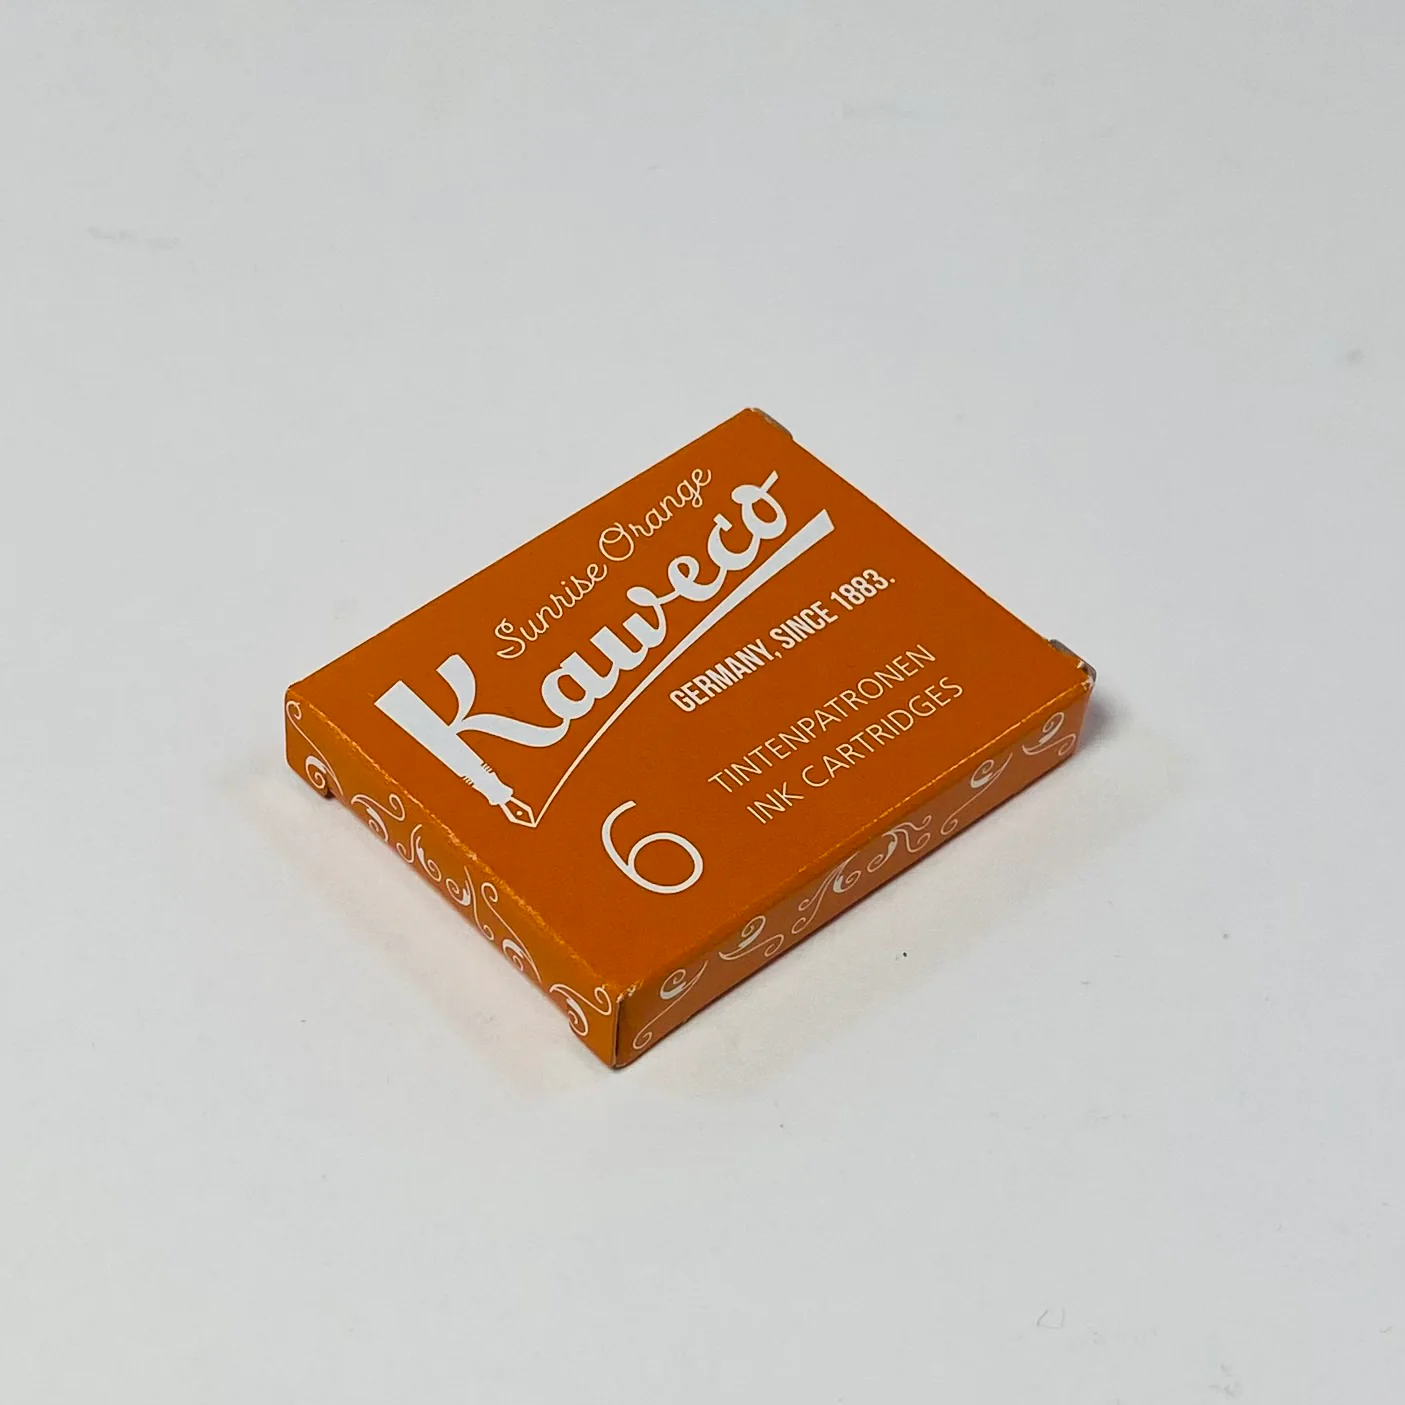 Sunrise Orange
Kaweco
GERMANY, SINCE 1883.
6
TINTENPATRONEN
INK CARTRIDGES